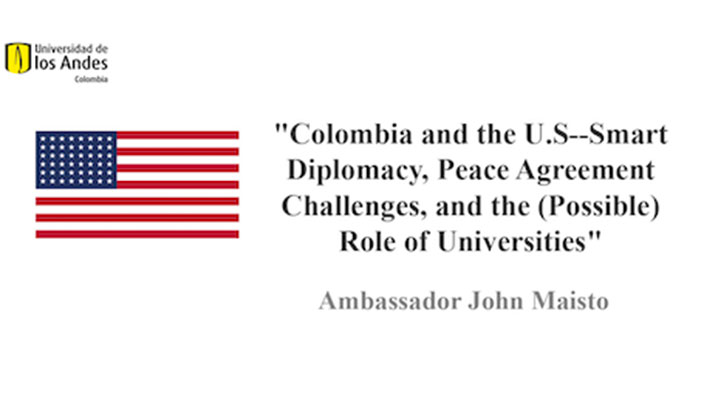 Universidad de
los Andes
Colombia
"Colombia and the U.S--Smart
Diplomacy, Peace Agreement
Challenges, and the (Possible)
Role of Universities"
Ambassador John Maisto